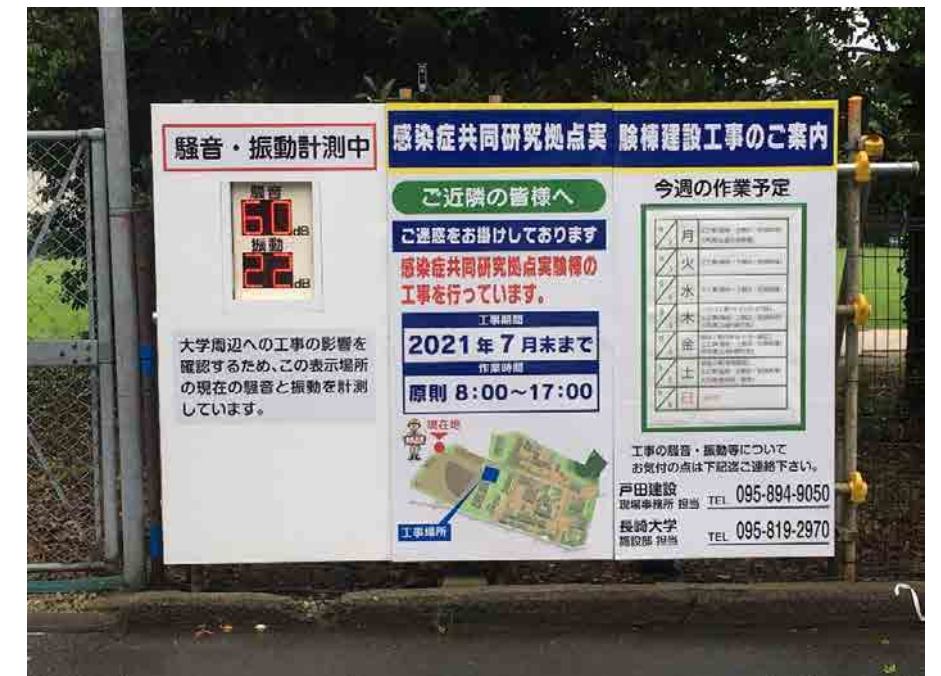 騒音・振動計測中
騒音
60 dB
振動
22 dB
大学周辺への工事の影響を
確認するため、この表示場所
の現在の騒音と振動を計測
しています。
感染症共同研究拠点実験棟建設工事のご案内
ご近隣の皆様へ
ご迷惑をお掛けしております
感染症共同研究拠点実験棟の
工事を行っています。
工事期間
2021年7月末まで
作業時間
原則 8:00～17:00
現在地
工事場所
今週の作業予定
月
火
水
木
金
土
日
工事の騒音・振動等について
お気付の点は下記迄ご連絡下さい。
戸田建設
現場事務所 担当 TEL 095-894-9050
長崎大学
施設部 担当 TEL 095-819-2970